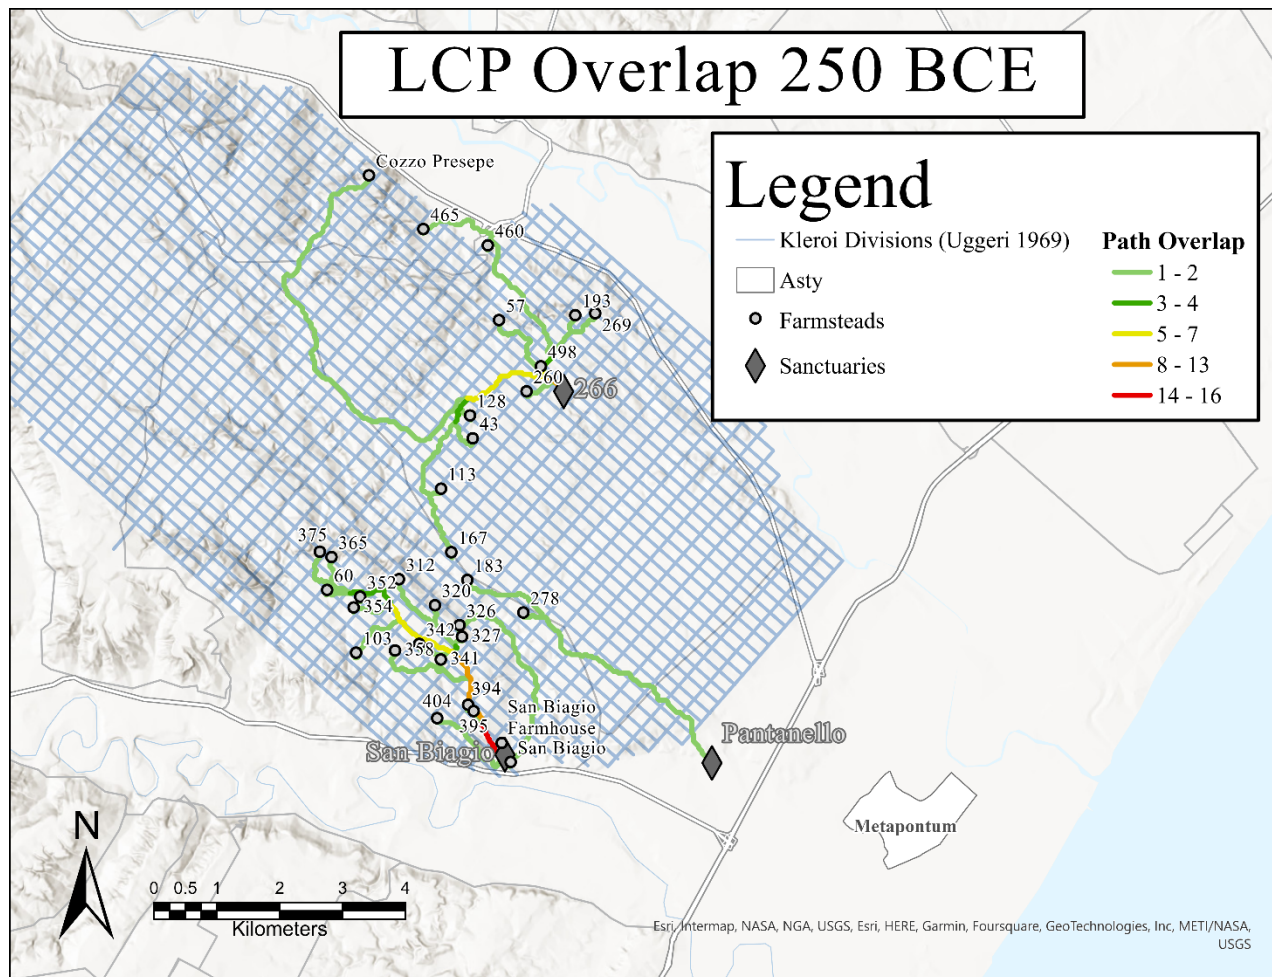 LCP Overlap 250 BCE
Legend
Kleroi Divisions (Uggeri 1969)
Asty
Farmsteads
Sanctuaries
Path Overlap
1 - 2
3 - 4
5 - 7
8 - 13
14 - 16
Cozzo Presepe
465
460
57
193
269
498
260
266
128
43
113
167
375
365
312
183
60
352
320
278
354
326
342
327
103
358
341
394
404
San Biagio
Farmhouse
395
San Biagio
San Biagio
Pantanello
Metapontum
N
0 0.5 1 2 3 4
Kilometers
Esri, Intermap, NASA, NGA, USGS, Esri, HERE, Garmin, Foursquare, GeoTechnologies, Inc, METI/NASA,
USGS